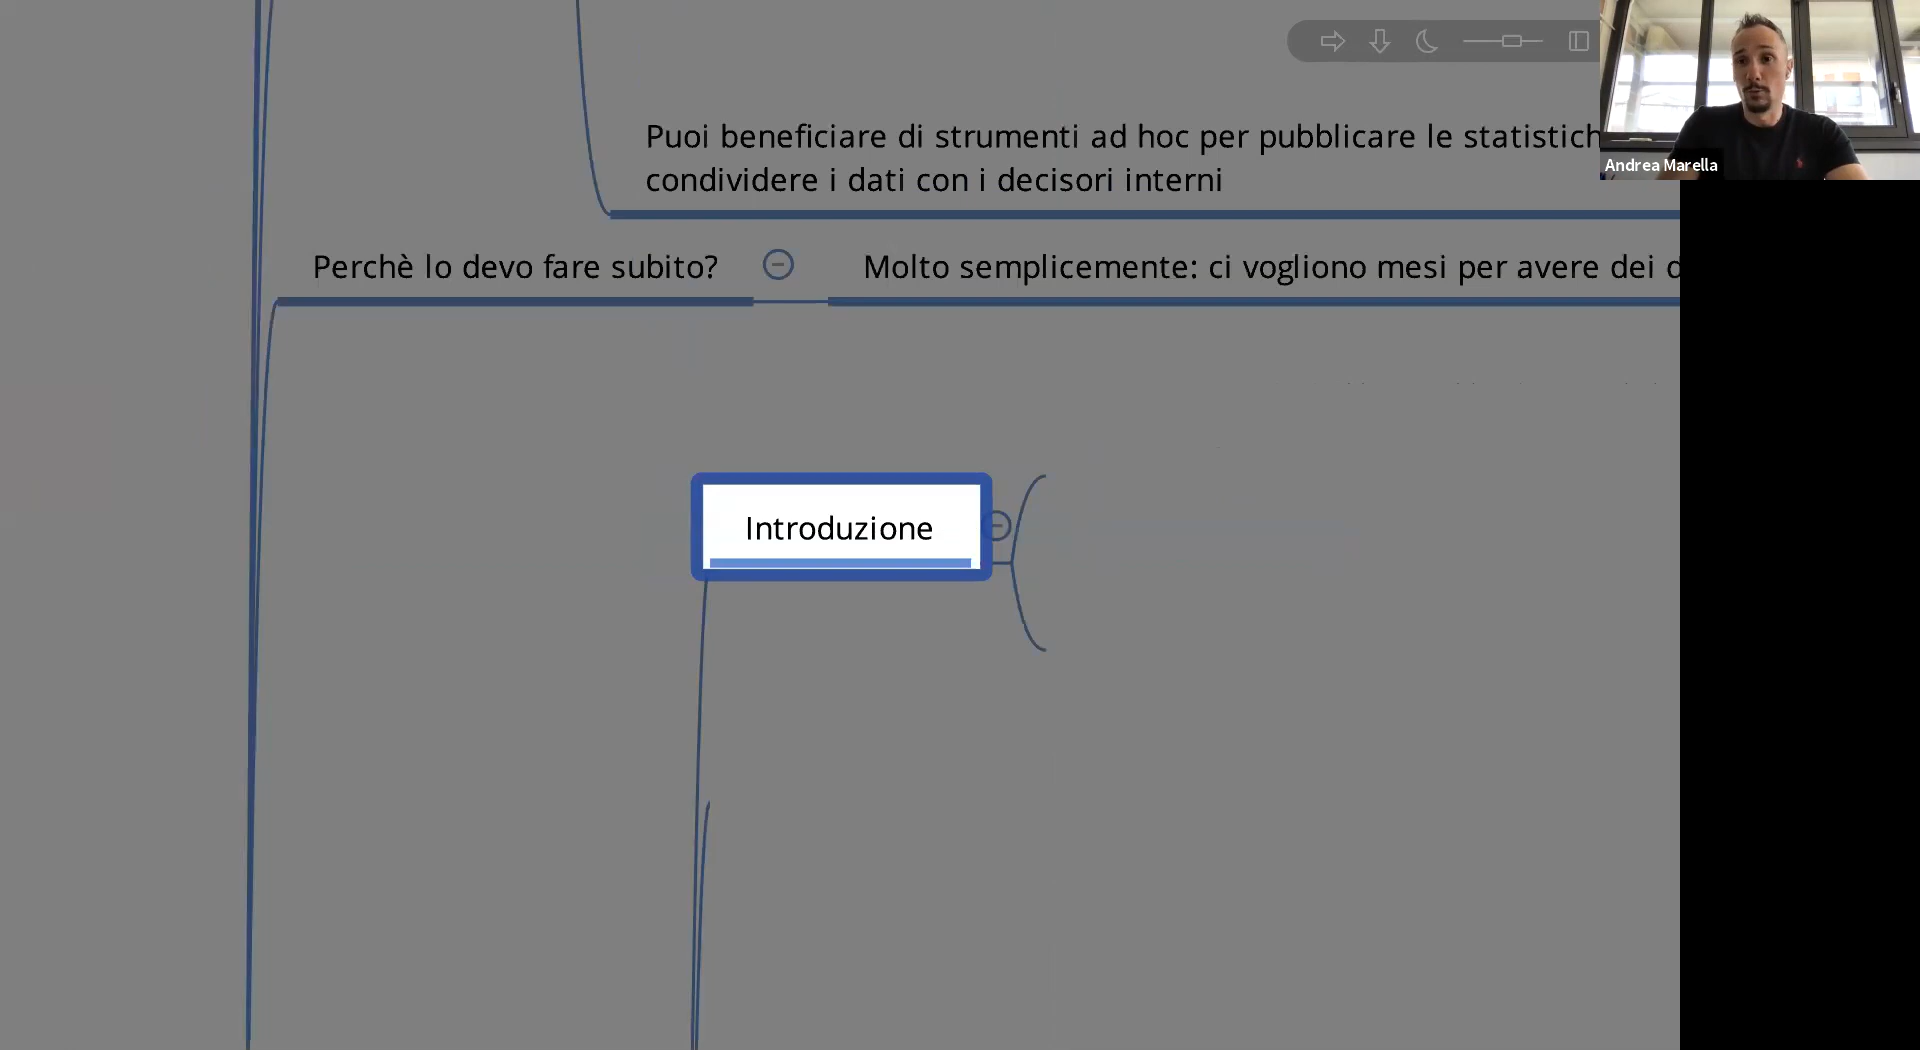 Puoi beneficiare di strumenti ad hoc per pubblicare le
condividere i dati con i decisori interni
Andrea Marella
Perchè lo devo fare subito?
Molto semplicemente: ci vogliono mesi per avere dei
Introduzione